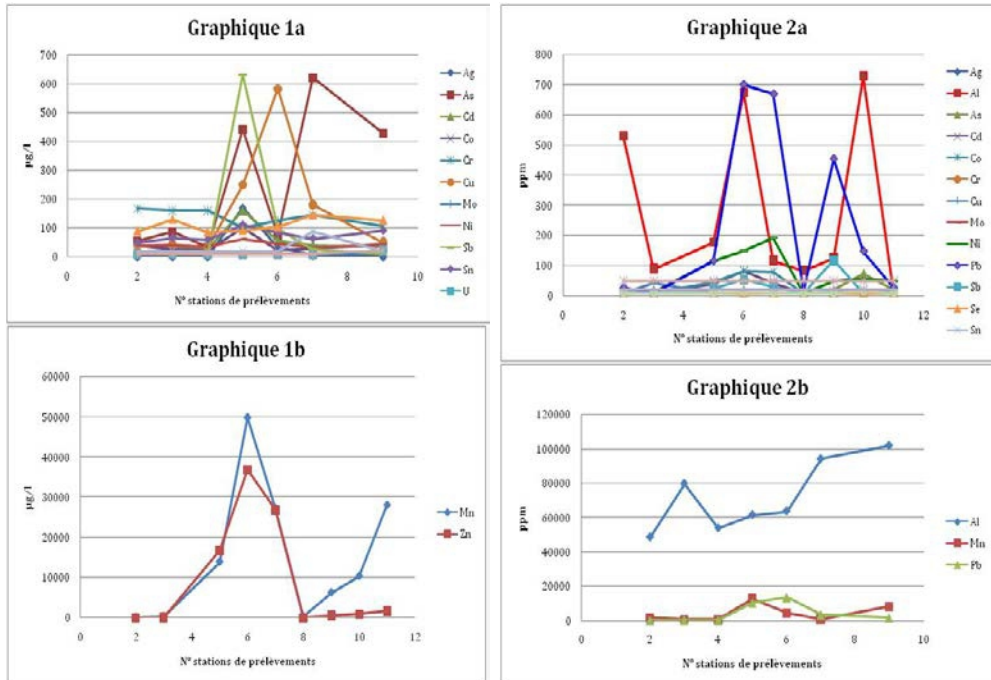 Graphique 1a
700
600
500
400
300
200
100
0
µg/l
0 2 4 6 8 10
N° stations de prélèvements
Ag
As
Cd
Co
Cr
Cu
Mo
Ni
Sb
Sn
U
Graphique 2a
800
700
600
500
400
300
200
100
0
ppm
0 2 4 6 8 10 12
N° stations de prélèvements
Ag
Al
As
Cd
Co
Cr
Cu
Mo
Ni
Pb
Sb
Se
Sn
Graphique 1b
60000
50000
40000
30000
20000
10000
0
µg/l
0 2 4 6 8 10 12
N° stations de prélèvements
Mn
Zn
Graphique 2b
120000
100000
80000
60000
40000
20000
0
ppm
0 2 4 6 8 10
N° stations de prélèvements
Al
Mn
Pb